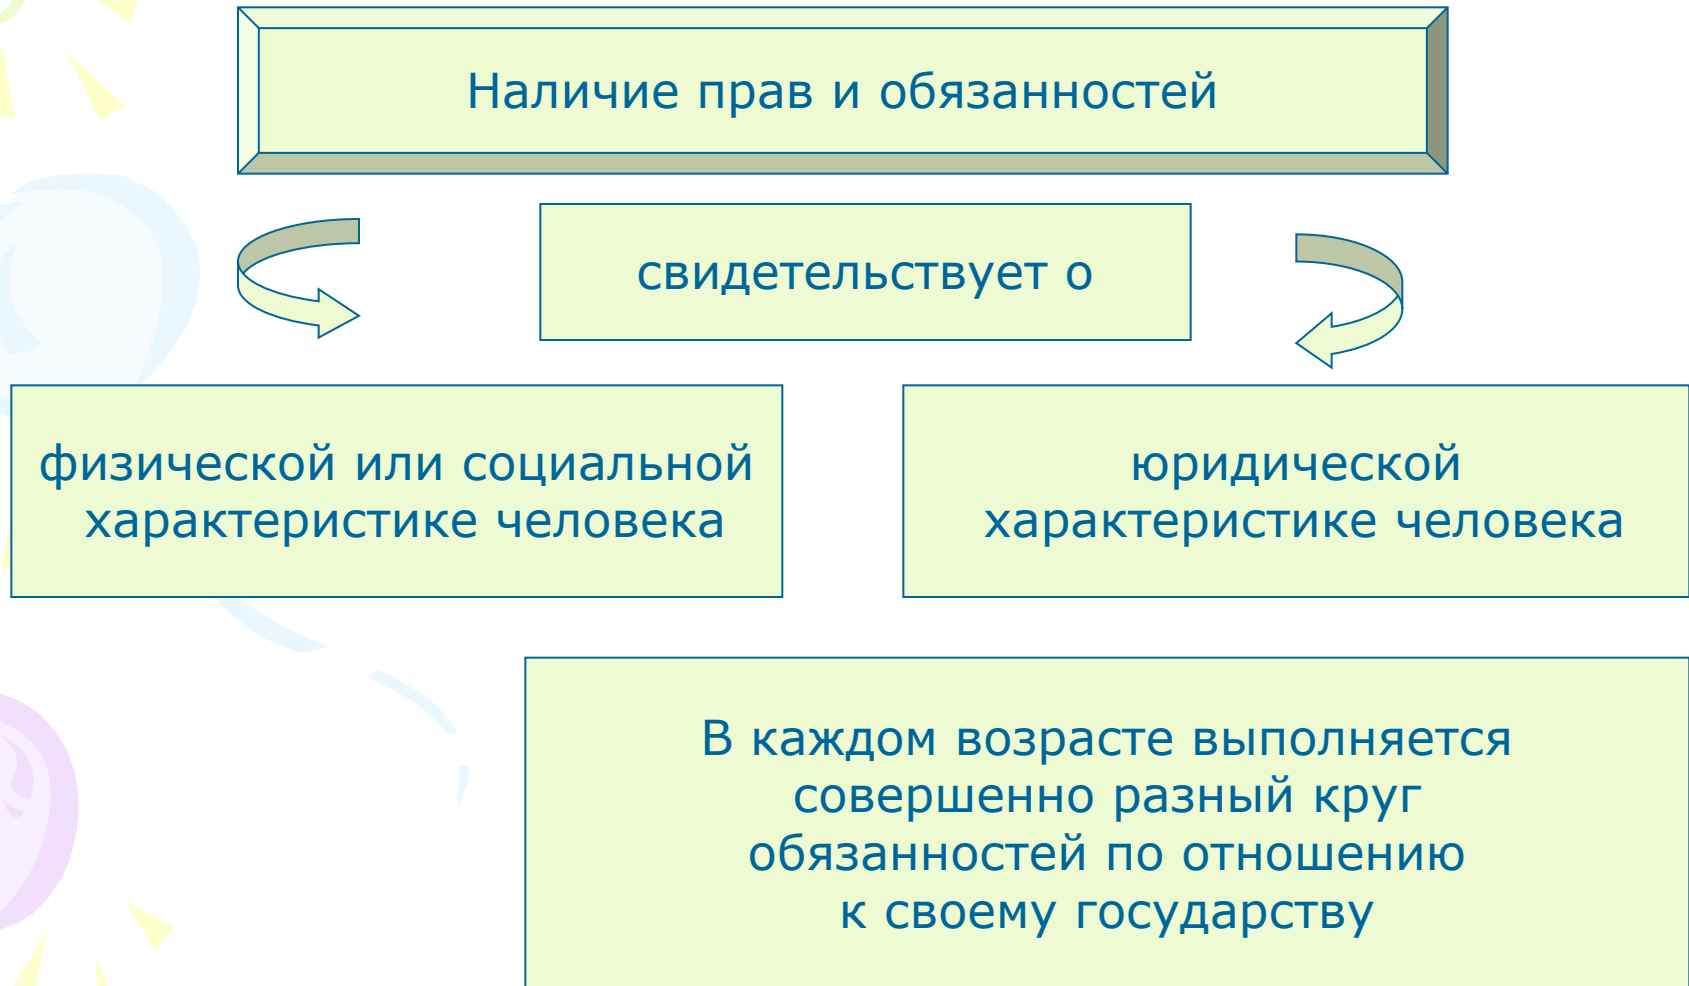 Наличие прав и обязанностей
свидетельствует о
физической или социальной
характеристике человека
юридической
характеристике человека
В каждом возрасте выполняется
совершенно разный круг
обязанностей по отношению
к своему государству